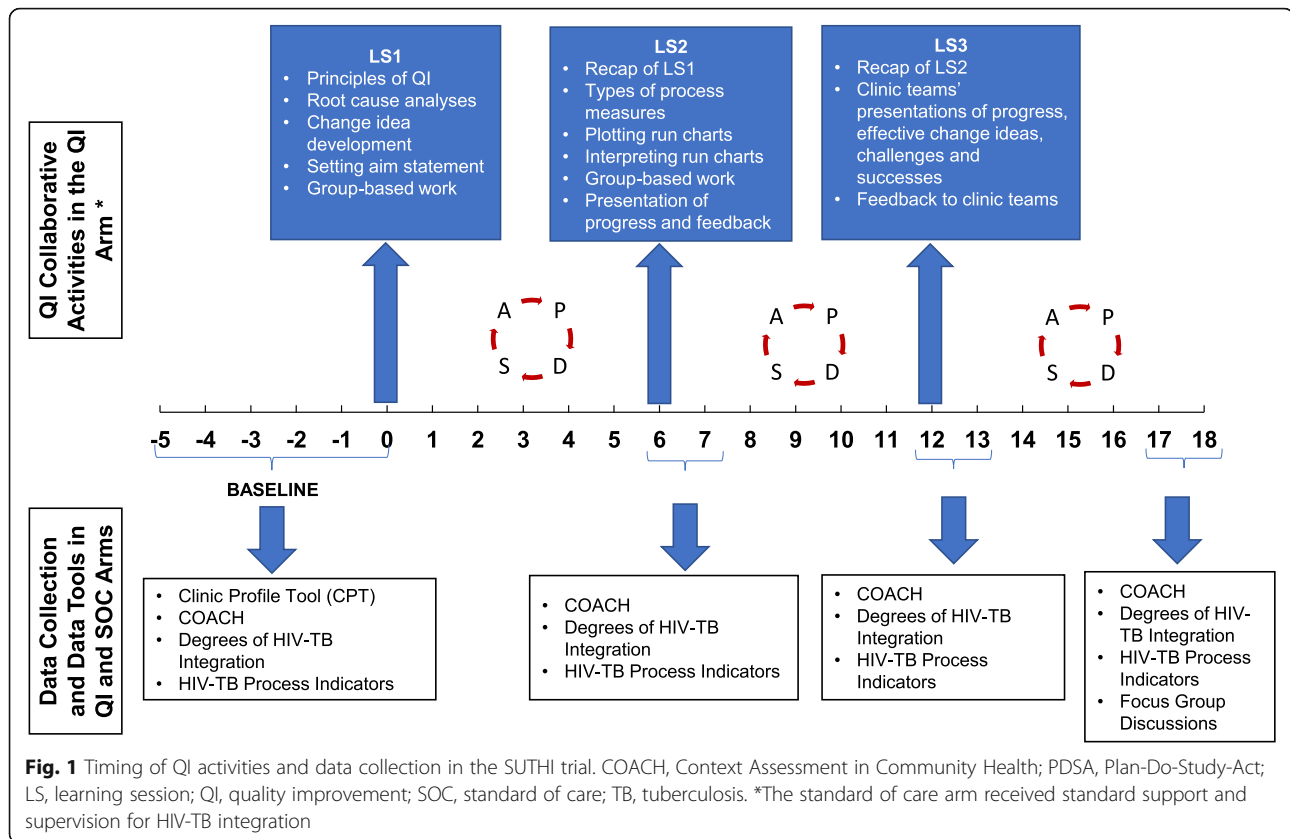 LS1
• Principles of QI
• Root cause analyses
• Change idea
development
• Setting aim statement
• Group-based work
LS2
• Recap of LS1
• Types of process
measures
• Plotting run charts
• Interpreting run charts
• Group-based work
• Presentation of
progress and feedback
LS3
• Recap of LS2
• Clinic teams’
presentations of progress,
effective change ideas,
challenges and
successes
• Feedback to clinic teams
QI Collaborative
Activities in the QI
Arm *
A P
S D
A P
S D
A P
S D
-5 -4 -3 -2 -1 0 1 2 3 4 5 6 7 8 9 10 11 12 13 14 15 16 17 18
BASELINE
Data Collection
and Data Tools in
QI and SOC Arms
• Clinic Profile Tool (CPT)
• COACH
• Degrees of HIV-TB
Integration
• HIV-TB Process Indicators
• COACH
• Degrees of HIV-TB
Integration
• HIV-TB Process Indicators
• COACH
• Degrees of HIV-TB
Integration
• HIV-TB Process
Indicators
• COACH
• Degrees of HIV-
TB Integration
• HIV-TB Process
Indicators
• Focus Group
Discussions
Fig. 1 Timing of QI activities and data collection in the SUTHI trial. COACH, Context Assessment in Community Health; PDSA, Plan-Do-Study-Act;
LS, learning session; QI, quality improvement; SOC, standard of care; TB, tuberculosis. *The standard of care arm received standard support and
supervision for HIV-TB integration